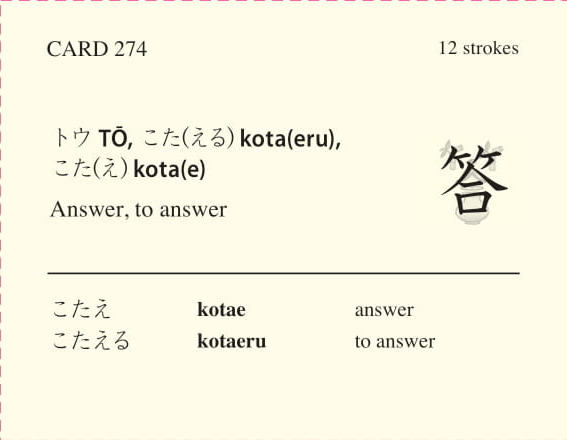 CARD 274
12 strokes
トウ TŌ, こた(える) kota(eru),
こた(え) kota(e)
Answer, to answer
答
こたえ kotae answer
こたえる kotaeru to answer